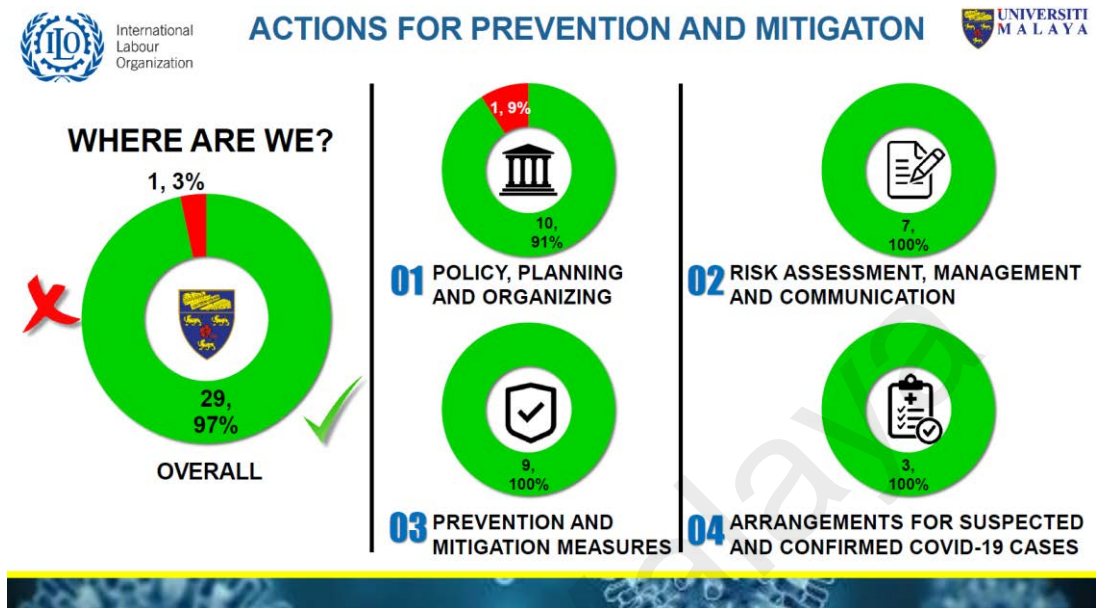 International
Labour
Organization
ACTIONS FOR PREVENTION AND MITIGATON
UNIVERSITI
MALAYA
WHERE ARE WE?
1, 3%
29,
97%
OVERALL
1, 9%
10,
91%
01 POLICY, PLANNING
AND ORGANIZING
7,
100%
02 RISK ASSESSMENT, MANAGEMENT
AND COMMUNICATION
9,
100%
03 PREVENTION AND
MITIGATION MEASURES
3,
100%
04 ARRANGEMENTS FOR SUSPECTED
AND CONFIRMED COVID-19 CASES